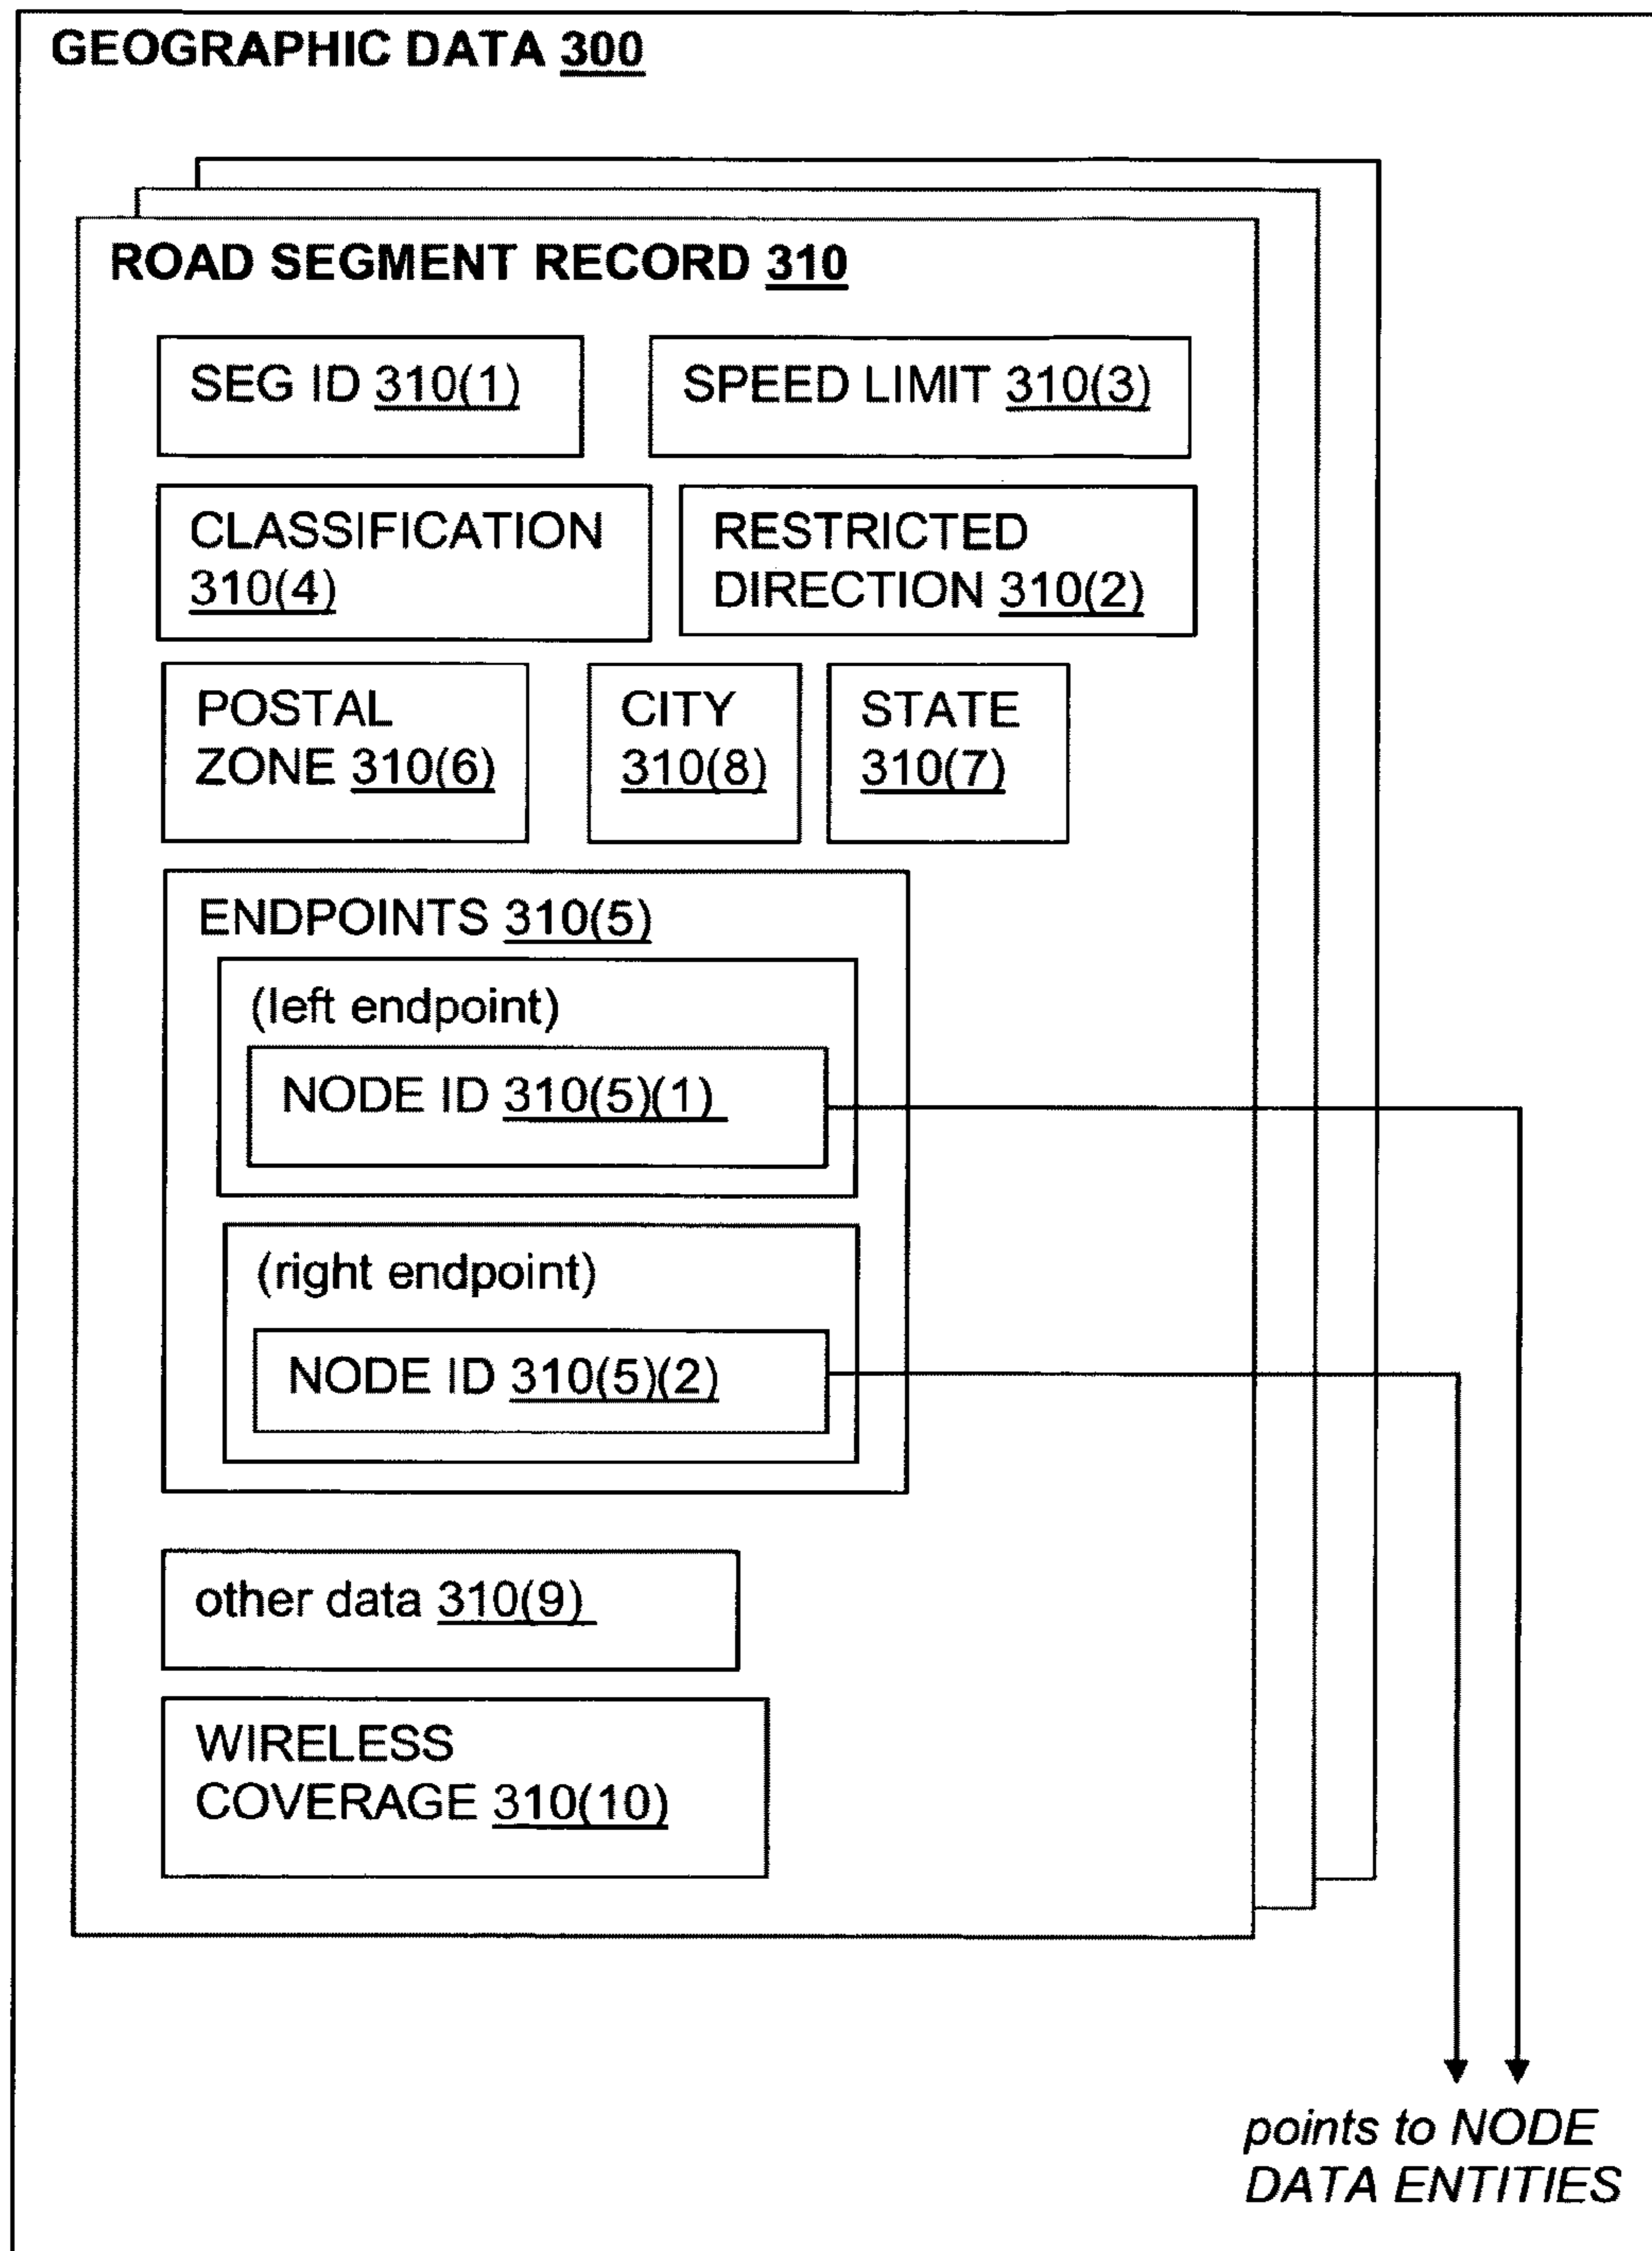 GEOGRAPHIC DATA 300
ROAD SEGMENT RECORD 310
SEG ID 310(1)
SPEED LIMIT 310(3)
CLASSIFICATION
310(4)
RESTRICTED
DIRECTION 310(2)
POSTAL
ZONE 310(6)
CITY
310(8)
STATE
310(7)
ENDPOINTS 310(5)
(left endpoint)
NODE ID 310(5)(1)
(right endpoint)
NODE ID 310(5)(2)
other data 310(9)
WIRELESS
COVERAGE 310(10)
points to NODE
DATA ENTITIES